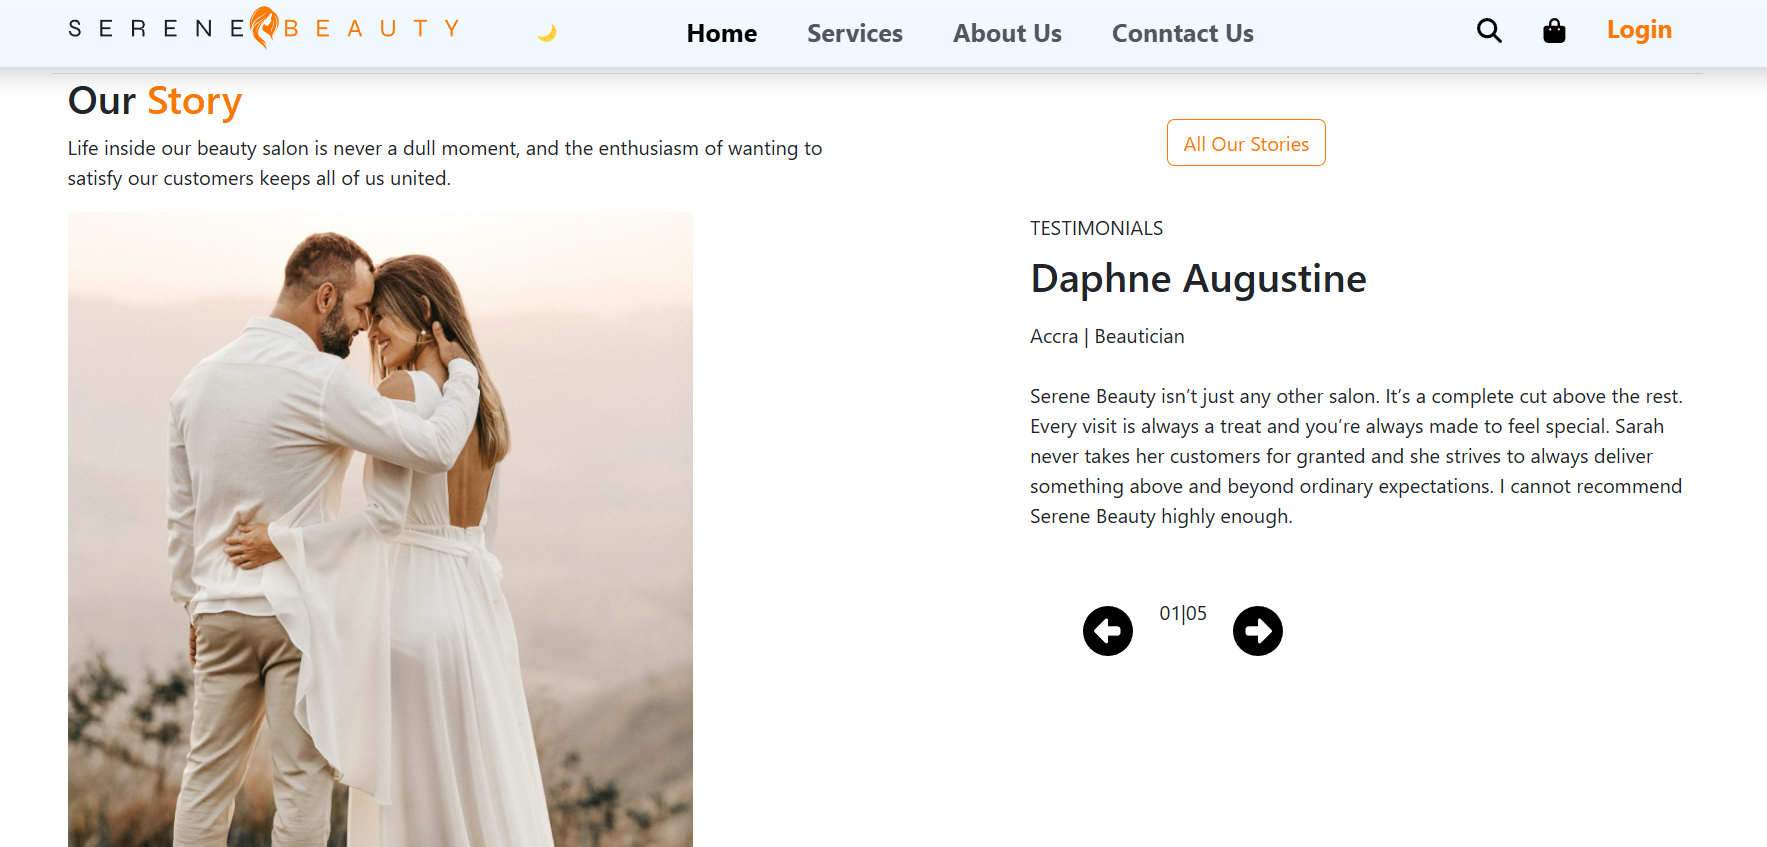 SERENE BEAUTY
Home Services About Us Conntact Us
Login
Our Story
Life inside our beauty salon is never a dull moment, and the enthusiasm of wanting to
satisfy our customers keeps all of us united.
All Our Stories
TESTIMONIALS
Daphne Augustine
Accra | Beautician
Serene Beauty isn’t just any other salon. It’s a complete cut above the rest.
Every visit is always a treat and you’re always made to feel special. Sarah
never takes her customers for granted and she strives to always deliver
something above and beyond ordinary expectations. I cannot recommend
Serene Beauty highly enough.
01|05